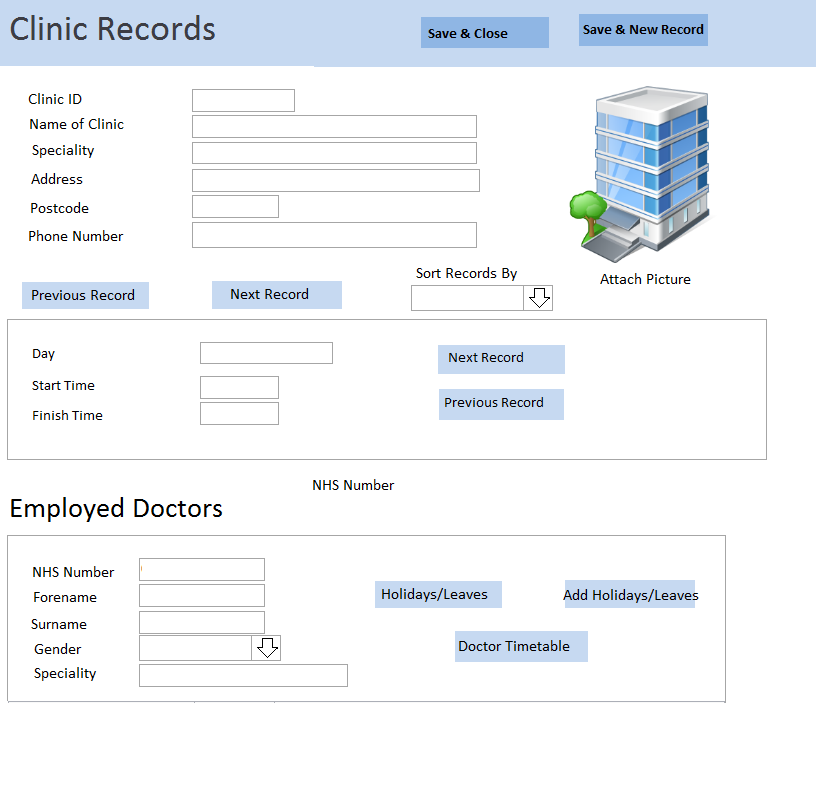 Clinic Records
Save & Close
Save & New Record
Clinic ID
Name of Clinic
Speciality
Address
Postcode
Phone Number
Attach Picture
Sort Records By
Previous Record
Next Record
Day
Start Time
Finish Time
Next Record
Previous Record
NHS Number
Employed Doctors
NHS Number
Forename
Surname
Gender
Speciality
Holidays/Leaves
Add Holidays/Leaves
Doctor Timetable